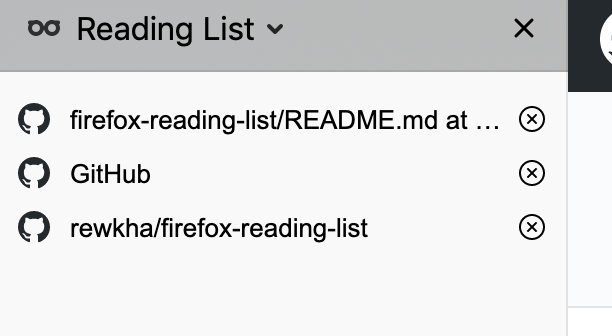 Reading List
firefox-reading-list/README.md at ...
GitHub
rewkha/firefox-reading-list